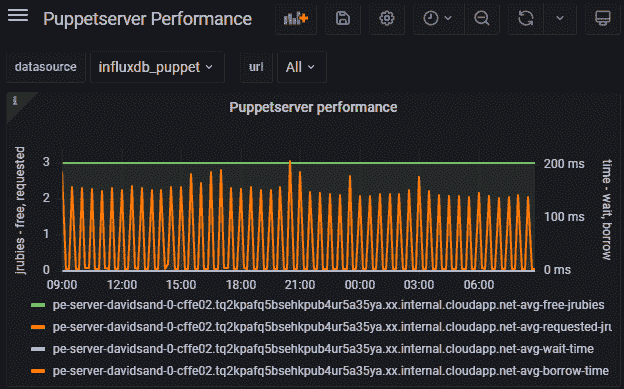 Puppetserver Performance
datasource influxdb_puppet url All
i
Puppetserver performance
jrubies - free, requested
3
2
1
0
200 ms
100 ms
0 ms
time - wait, borrow
09:00 12:00 15:00 18:00 21:00 00:00 03:00 06:00
pe-server-davidsand-0-cffe02.tq2kpafq5bsehkpub4ur5a35ya.xx.internal.cloudapp.net-avg-free-jrubies
pe-server-davidsand-0-cffe02.tq2kpafq5bsehkpub4ur5a35ya.xx.internal.cloudapp.net-avg-requested-jru
pe-server-davidsand-0-cffe02.tq2kpafq5bsehkpub4ur5a35ya.xx.internal.cloudapp.net-avg-wait-time
pe-server-davidsand-0-cffe02.tq2kpafq5bsehkpub4ur5a35ya.xx.internal.cloudapp.net-avg-borrow-time